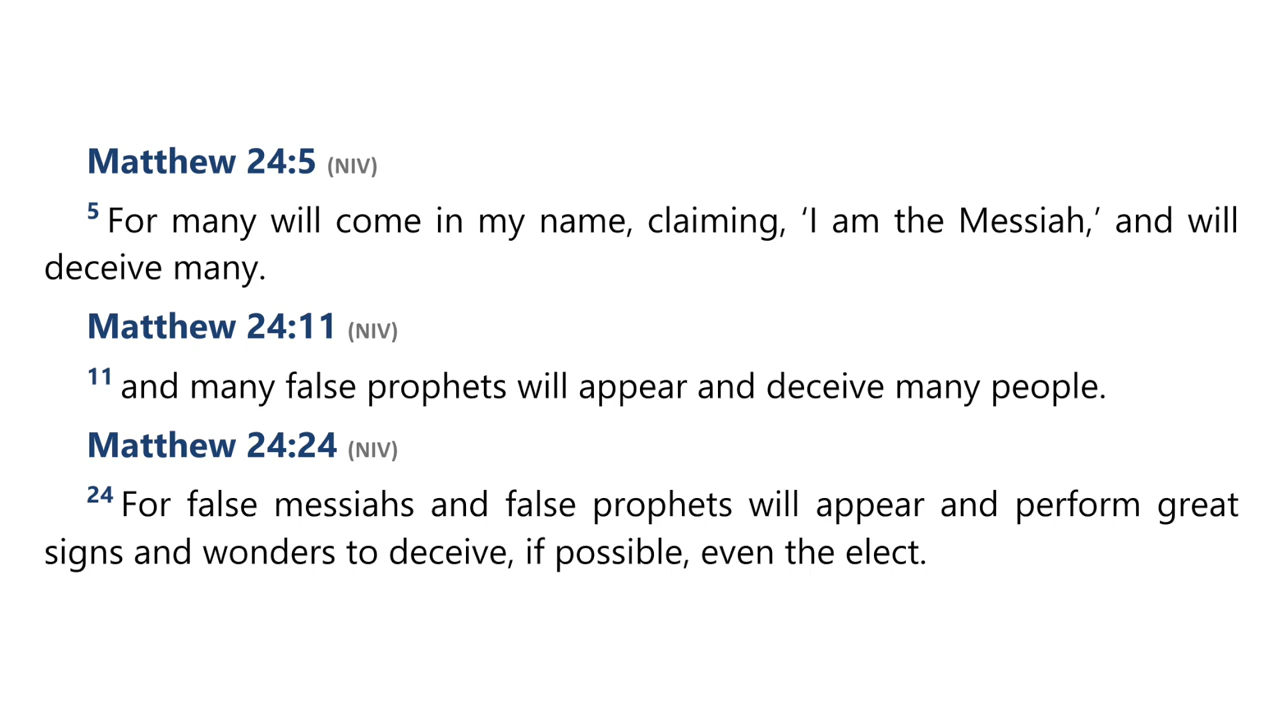 Matthew 24:5 (NIV)
5 For many will come in my name, claiming, ‘I am the Messiah,’ and will
deceive many.
Matthew 24:11 (NIV)
11 and many false prophets will appear and deceive many people.
Matthew 24:24 (NIV)
24 For false messiahs and false prophets will appear and perform great
signs and wonders to deceive, if possible, even the elect.